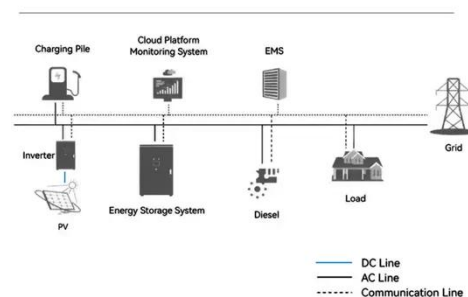 Charging Pile
Cloud Platform
Monitoring System
EMS
Grid
Inverter
PV
Energy Storage System
Diesel
Load
DC Line
AC Line
Communication Line